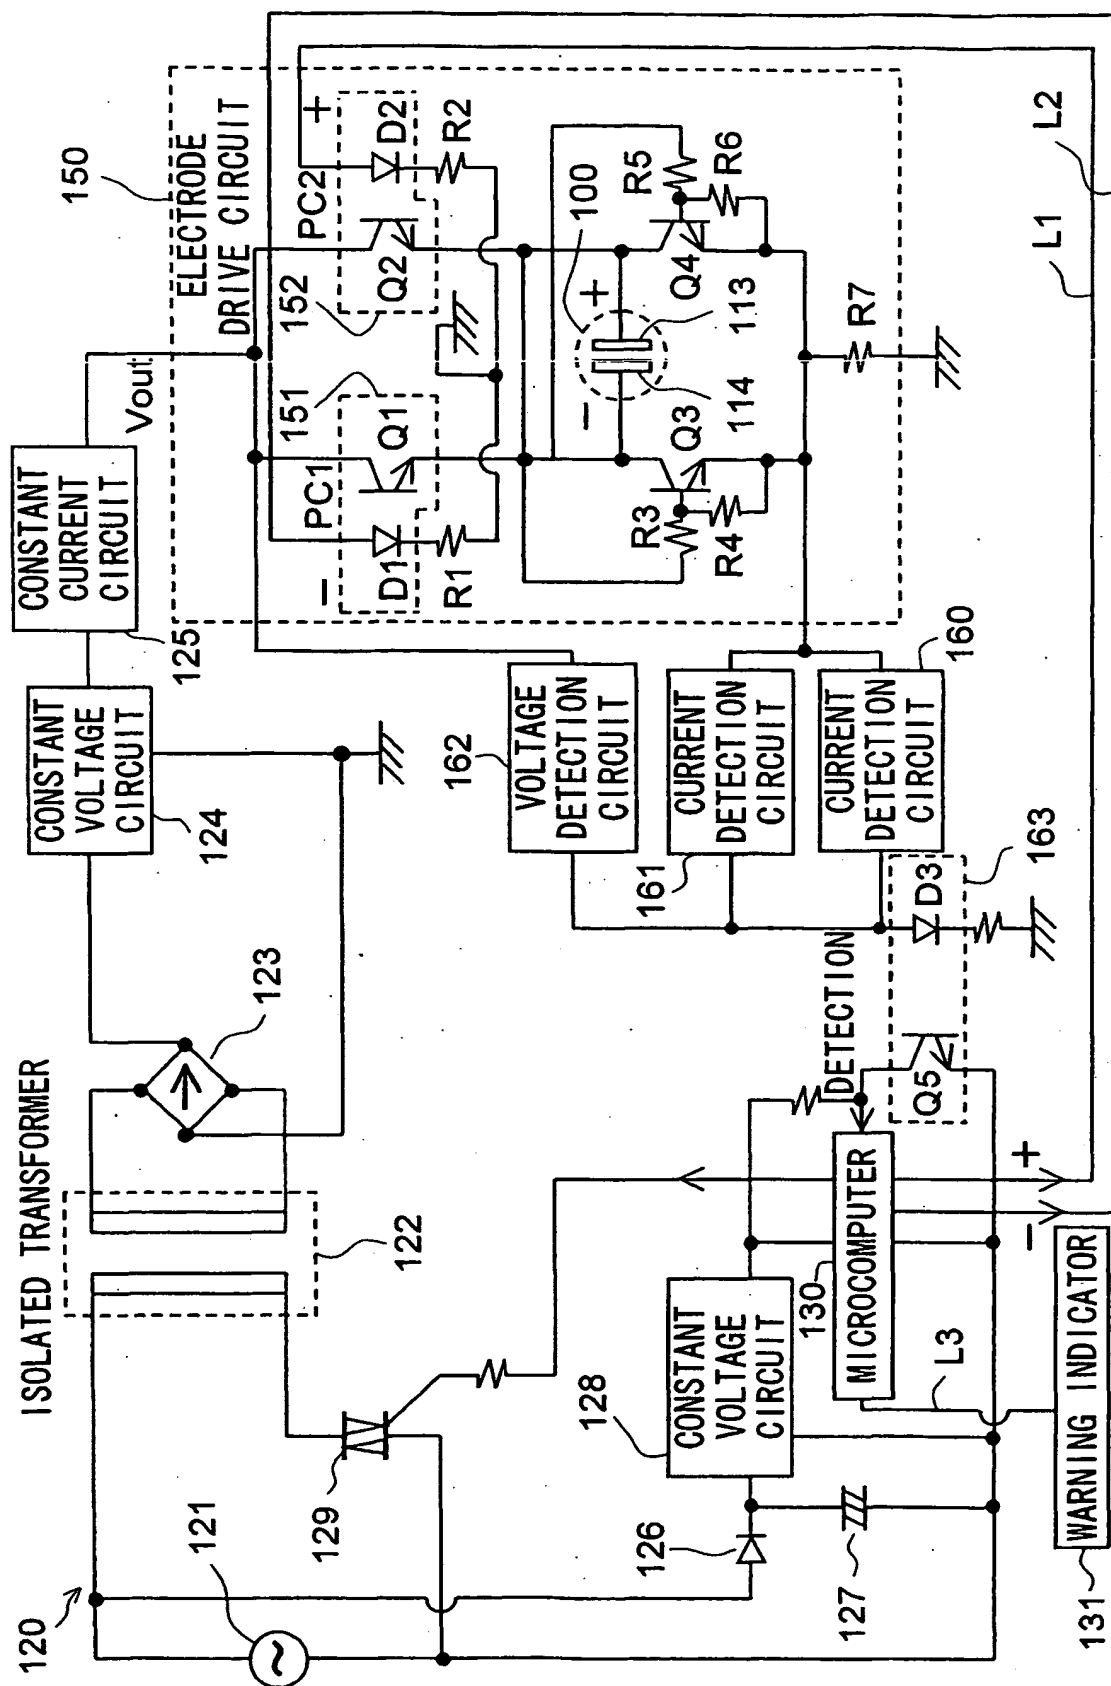 120
121
ISOLATED TRANSFORMER
122
123
129
CONSTANT
VOLTAGE
CIRCUIT
124
CONSTANT
CURRENT
CIRCUIT
125
Vout
150
ELECTRODE
DRIVE CIRCUIT
151
152
PC1
PC2
−
+
D1
Q1
Q2
D2
R1
R2
−
+
100
114
113
R3
R4
Q3
Q4
R5
R6
R7
162
VOLTAGE
DETECTION
CIRCUIT
161
CURRENT
DETECTION
CIRCUIT
160
CURRENT
DETECTION
CIRCUIT
163
D3
Q5
DETECTION
126
127
128
CONSTANT
VOLTAGE
CIRCUIT
130
MICROCOMPUTER
L3
−
+
131
WARNING INDICATOR
L1
L2